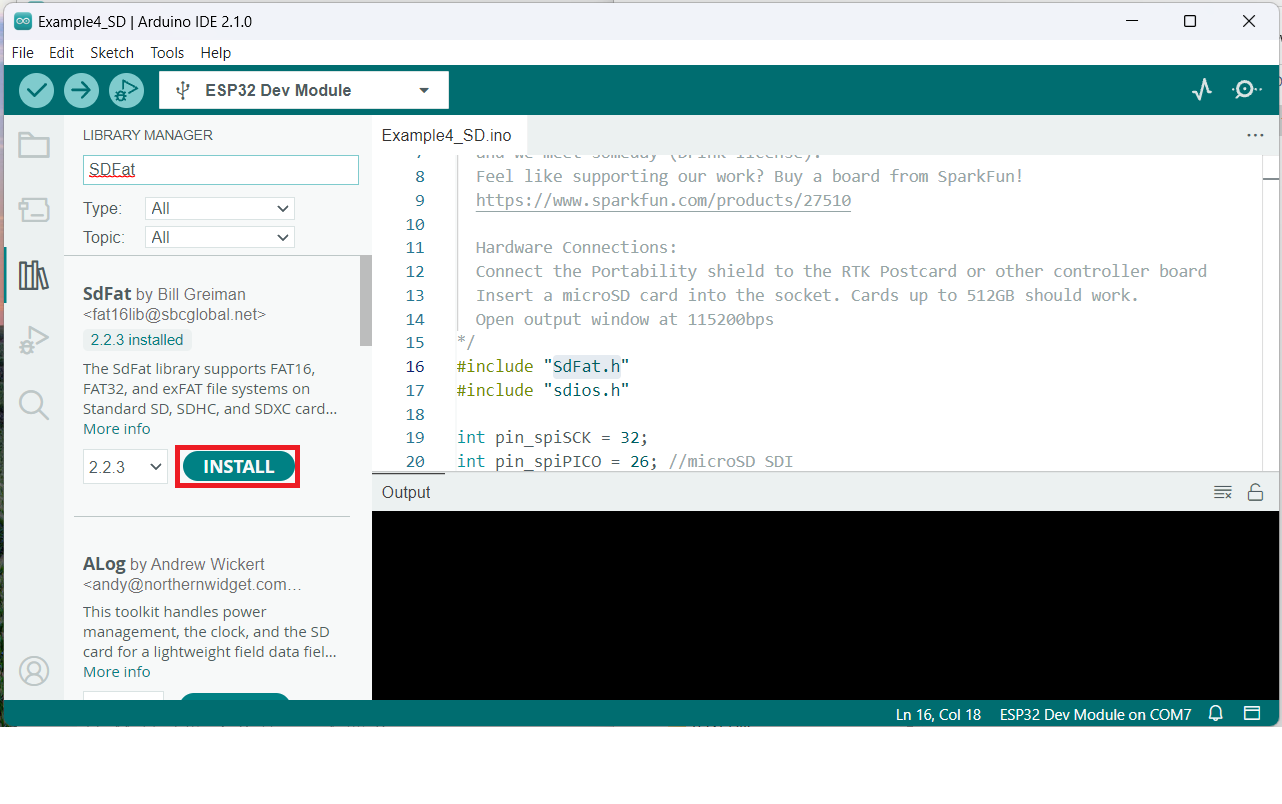 Example4_SD | Arduino IDE 2.1.0
File Edit Sketch Tools Help
ESP32 Dev Module
LIBRARY MANAGER
SDFat
Type: All
Topic: All
SdFat by Bill Greiman
<fat16lib@sbcglobal.net>
2.2.3 installed
The SdFat library supports FAT16,
FAT32, and exFAT file systems on
Standard SD, SDHC, and SDXC card...
More info
2.2.3 INSTALL
ALog by Andrew Wickert
<andy@northernwidget.com...
This toolkit handles power
management, the clock, and the SD
card for a lightweight field data fiel...
More info
Example4_SD.ino
7 and we meet someday (Drink license).
8 Feel like supporting our work? Buy a board from SparkFun!
9 https://www.sparkfun.com/products/27510
10
11 Hardware Connections:
12 Connect the Portability shield to the RTK Postcard or other controller board
13 Insert a microSD card into the socket. Cards up to 512GB should work.
14 Open output window at 115200bps
15 */
16 #include "SdFat.h"
17 #include "sdios.h"
18
19 int pin_spiSCK = 32;
20 int pin_spiPICO = 26; //microSD SDI
Output
Ln 16, Col 18 ESP32 Dev Module on COM7